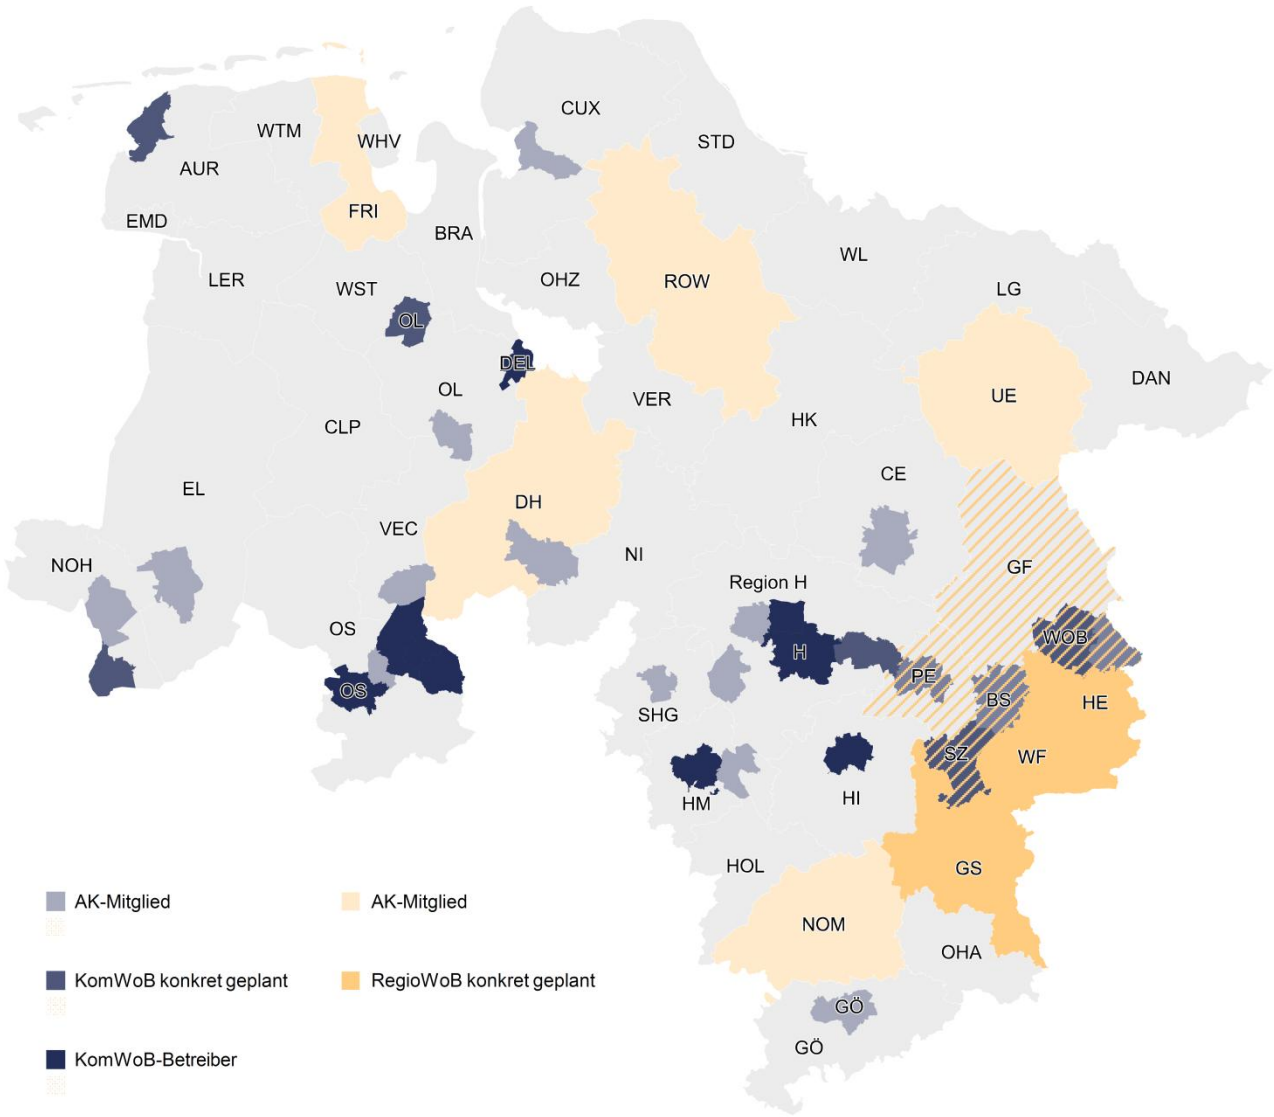 CUX
WTM
WHV
STD
AUR
FRI
EMD
BRA
WL
LER
OHZ
ROW
WST
LG
OL
DEL
DAN
OL
VER
UE
CLP
HK
CE
EL
DH
VEC
NI
GF
NOH
Region H
OS
WOB
H
PE
OS
BS
HE
SHG
SZ
WF
HI
HM
HOL
GS
AK-Mitglied
AK-Mitglied
NOM
OHA
KomWoB konkret geplant
RegioWoB konkret geplant
GÖ
GÖ
KomWoB-Betreiber